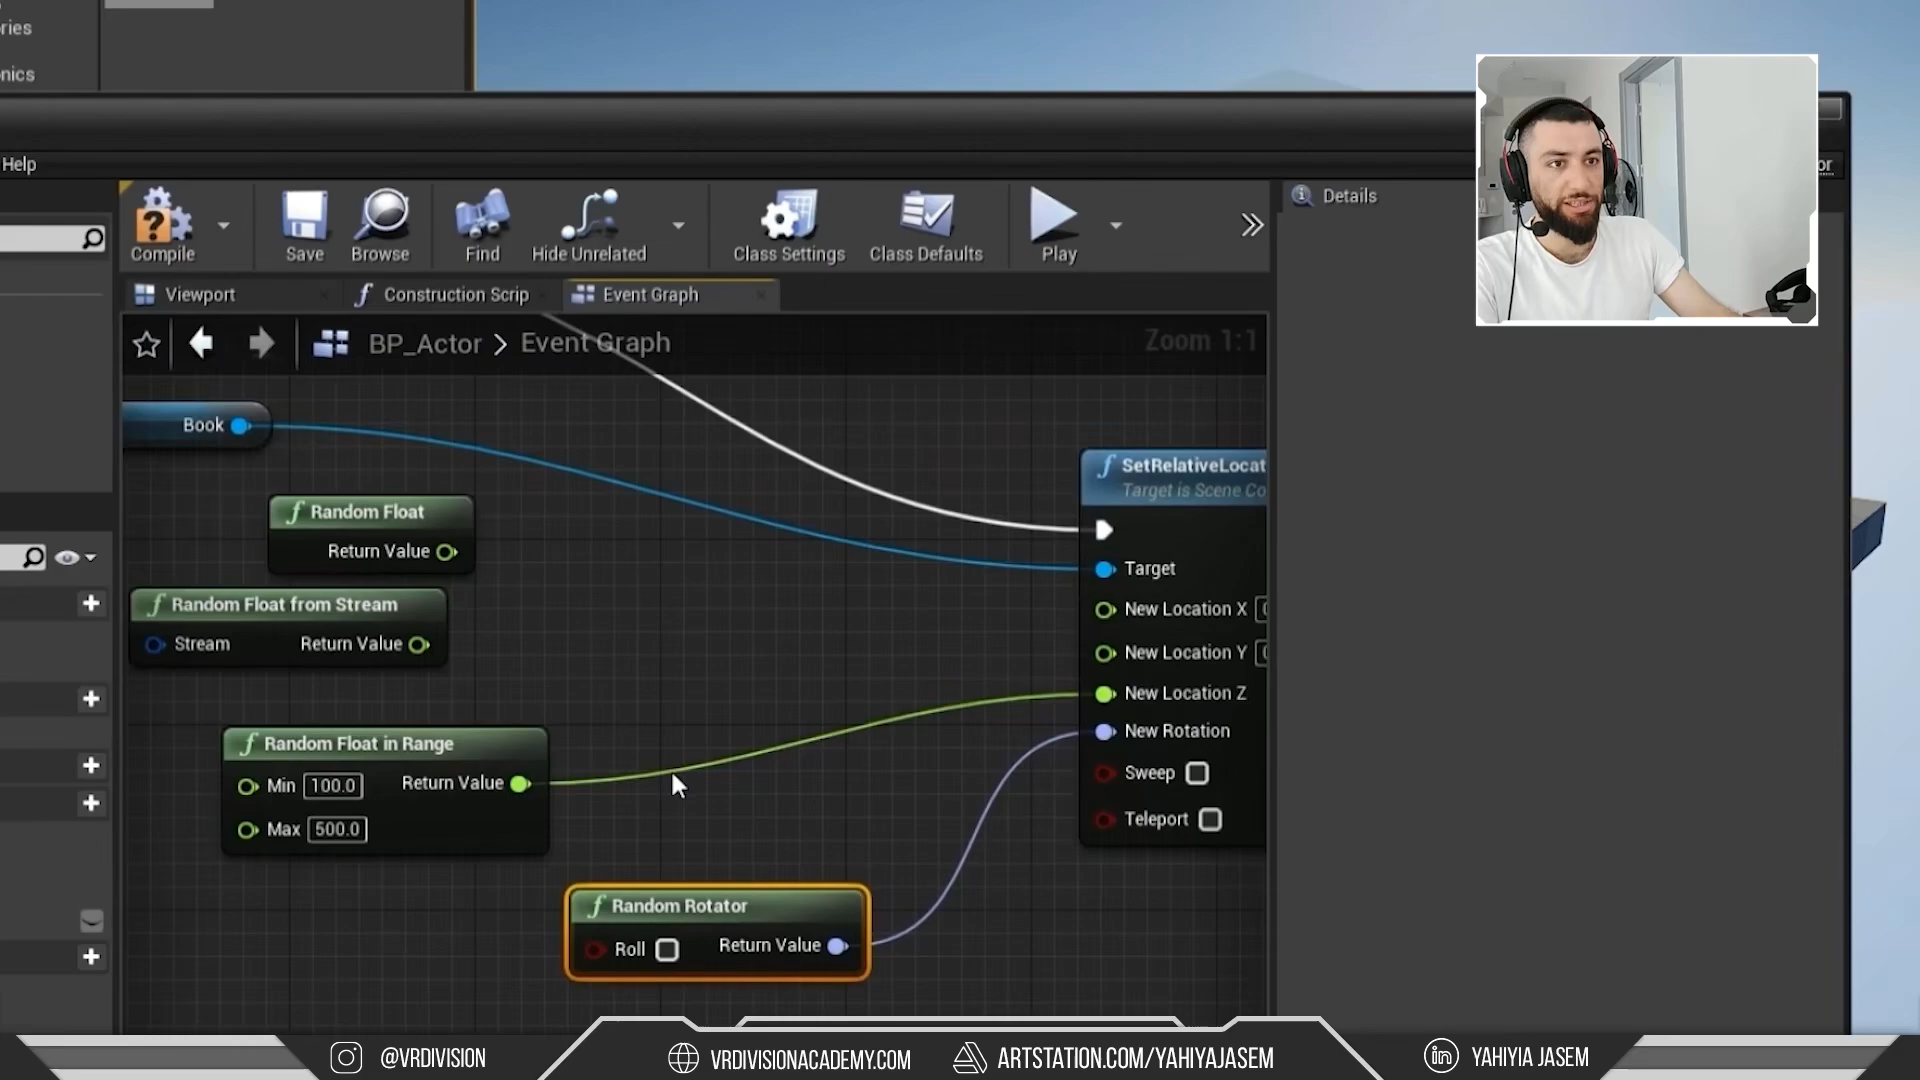 ries
onics
Help
or
Compile
Save
Browse
Find
Hide Unrelated
Class Settings
Class Defaults
Play
Details
Viewport
Construction Scrip
Event Graph
BP_Actor > Event Graph
Zoom 1:1
Book
SetRelativeLocat
Target is Scene Co
Random Float
Return Value
Target
Random Float from Stream
Stream Return Value
New Location X
New Location Y
New Location Z
New Rotation
Random Float in Range
Min 100.0 Return Value
Max 500.0
Sweep
Teleport
Random Rotator
Roll Return Value
@VRDIVISION
VRDIVISIONACADEMY.COM
ARTSTATION.COM/YAHIYAJASEM
in YAHIYIA JASEM